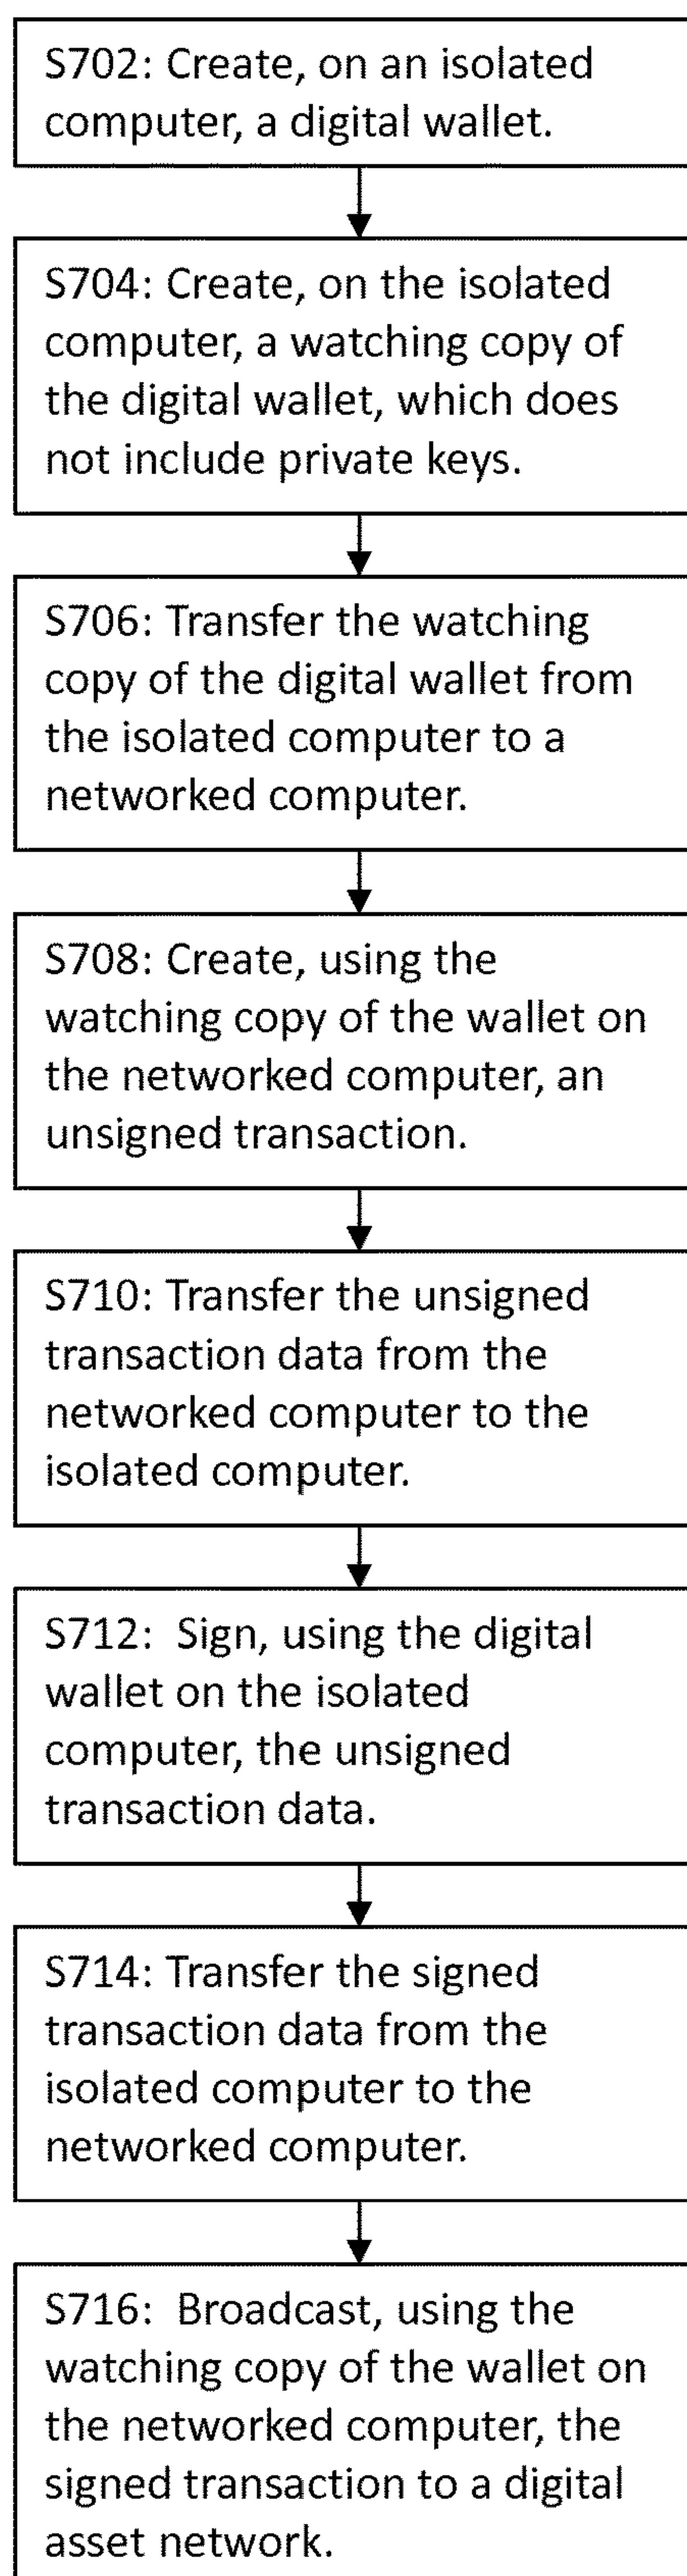 S702: Create, on an isolated
computer, a digital wallet.
S704: Create, on the isolated
computer, a watching copy of
the digital wallet, which does
not include private keys.
S706: Transfer the watching
copy of the digital wallet from
the isolated computer to a
networked computer.
S708: Create, using the
watching copy of the wallet on
the networked computer, an
unsigned transaction.
S710: Transfer the unsigned
transaction data from the
networked computer to the
isolated computer.
S712:  Sign, using the digital
wallet on the isolated
computer, the unsigned
transaction data.
S714: Transfer the signed
transaction data from the
isolated computer to the
networked computer.
S716:  Broadcast, using the
watching copy of the wallet on
the networked computer, the
signed transaction to a digital
asset network.